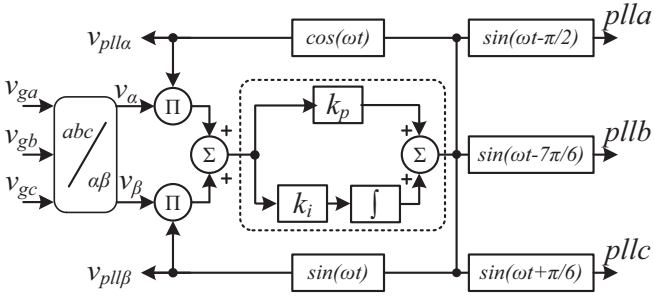 v_pllα
cos(ωt)
sin(ωt-π/2)
plla
v_ga
v_gb
v_gc
abc
αβ
v_α
v_β
Π
Π
+
+
Σ
k_p
k_i
∫
+
+
Σ
sin(ωt-7π/6)
pllb
v_pllβ
sin(ωt)
sin(ωt+π/6)
pllc